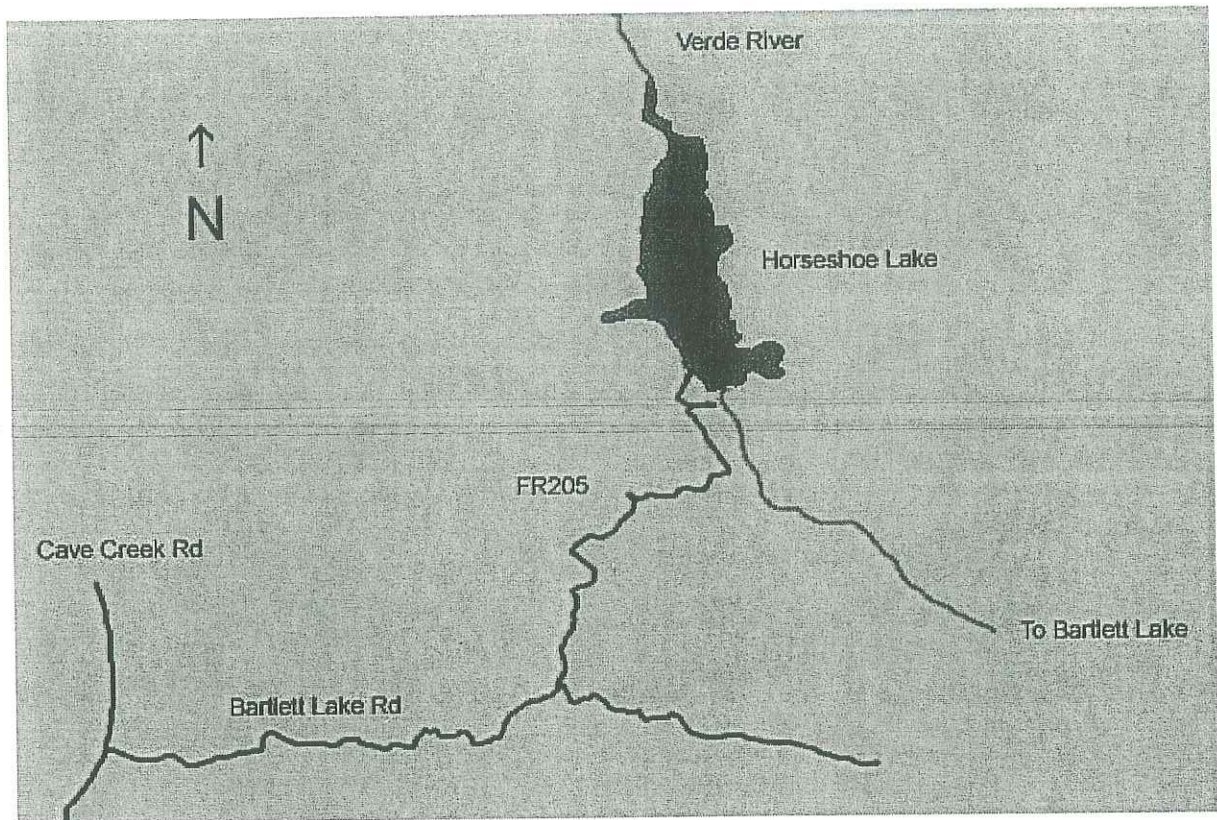 Verde River
↑
N
Horseshoe Lake
FR205
Cave Creek Rd
To Bartlett Lake
Bartlett Lake Rd